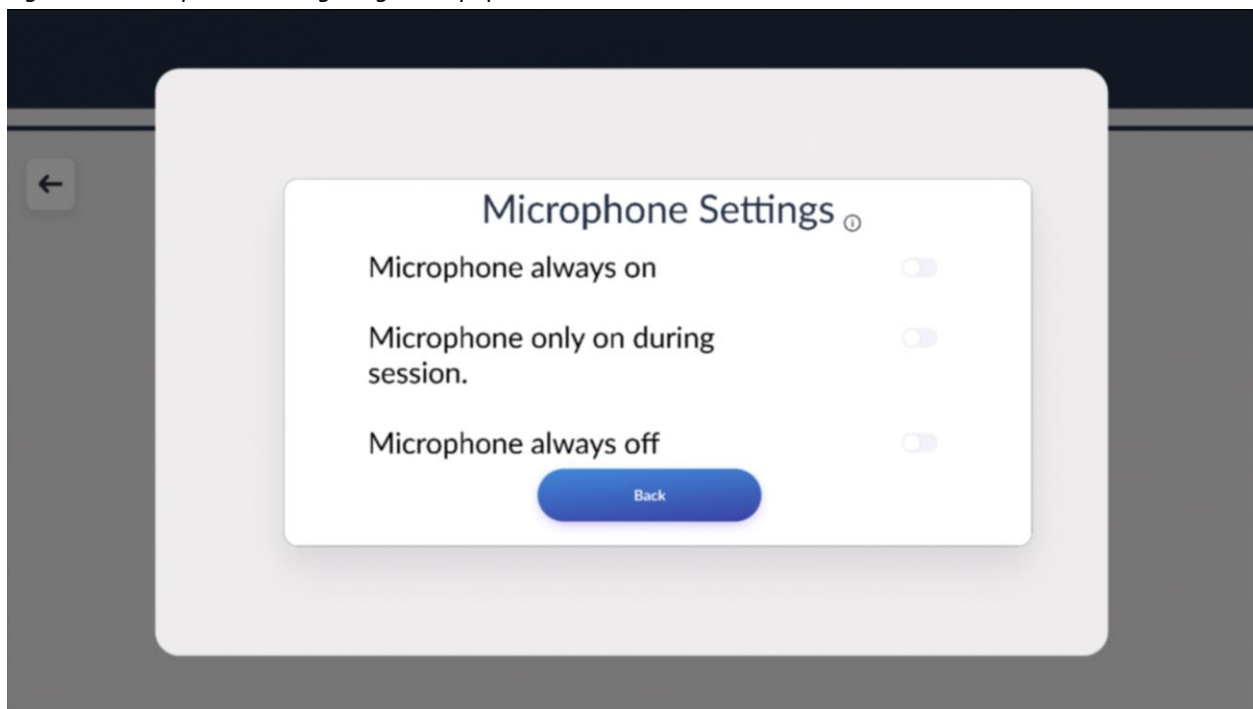 Microphone Settings
Microphone always on
Microphone only on during
session.
Microphone always off
Back